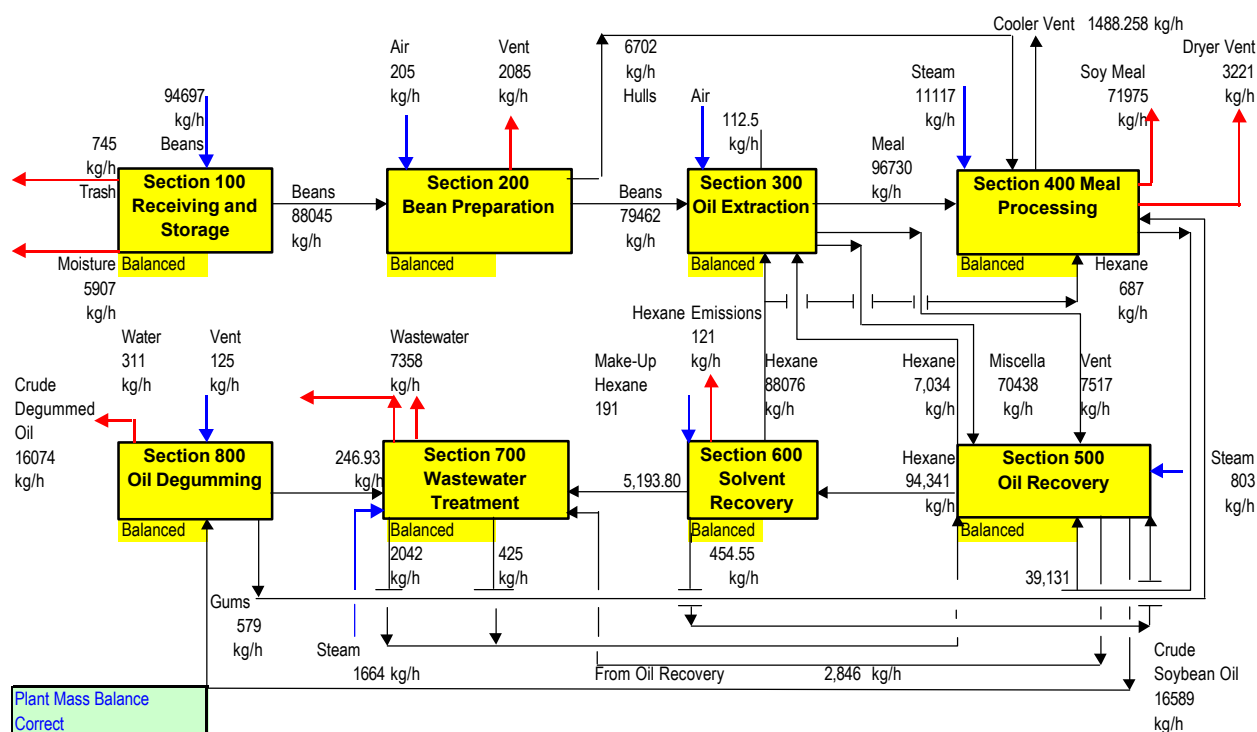 Cooler Vent 1488.258 kg/h
Air
205
kg/h
Vent
2085
kg/h
6702
kg/h
Hulls
Dryer Vent
3221
kg/h
Steam
11117
kg/h
Soy Meal
71975
kg/h
94697
kg/h
Beans
Air
112.5
kg/h
745
kg/h
Trash
Meal
96730
kg/h
Section 100
Receiving and
Storage
Balanced
Beans
88045
kg/h
Section 200
Bean Preparation
Balanced
Beans
79462
kg/h
Section 300
Oil Extraction
Balanced
Section 400 Meal
Processing
Balanced
Moisture
5907
kg/h
Hexane
687
kg/h
Water
311
kg/h
Vent
125
kg/h
Wastewater
7358
kg/h
Hexane Emissions
121
kg/h
Make-Up
Hexane
191
Hexane
88076
kg/h
Hexane
7,034
kg/h
Miscella
70438
kg/h
Vent
7517
kg/h
Crude
Degummed
Oil
16074
kg/h
Section 800
Oil Degumming
Balanced
246.93
kg/h
Section 700
Wastewater
Treatment
Balanced
5,193.80
Section 600
Solvent
Recovery
Balanced
Hexane
94,341
kg/h
Section 500
Oil Recovery
Balanced
Steam
803
kg/h
2042
kg/h
425
kg/h
454.55
kg/h
39,131
Gums
579
kg/h
Steam
1664 kg/h
From Oil Recovery
2,846 kg/h
Crude
Soybean Oil
16589
kg/h
Plant Mass Balance
Correct